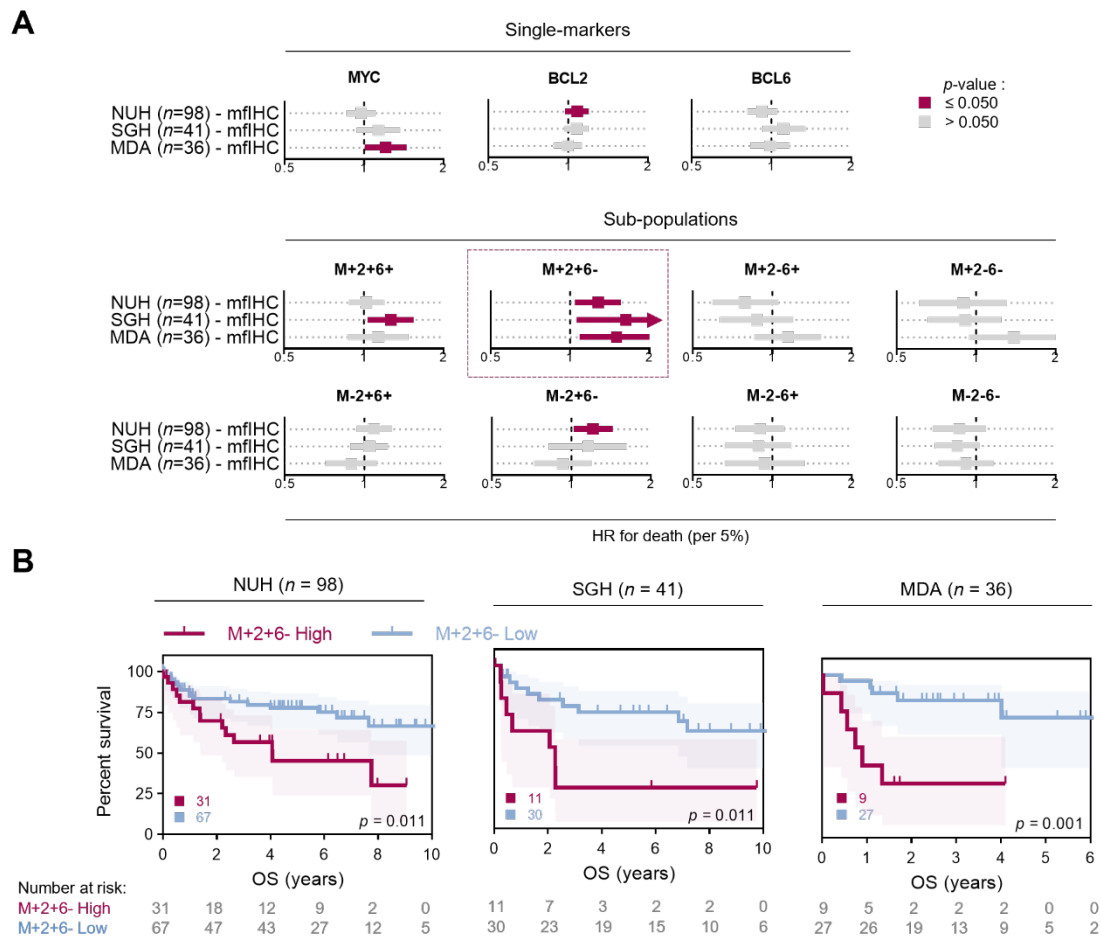 A
Single-markers
MYC BCL2 BCL6
p-value :
≤ 0.050
> 0.050
NUH (n=98) - mfIHC
SGH (n=41) - mfIHC
MDA (n=36) - mfIHC
0.5 1 2 0.5 1 2 0.5 1 2
Sub-populations
M+2+6+ M+2+6- M+2-6+ M+2-6-
NUH (n=98) - mfIHC
SGH (n=41) - mfIHC
MDA (n=36) - mfIHC
0.5 1 2 0.5 1 2 0.5 1 2 0.5 1 2
M-2+6+ M-2+6- M-2-6+ M-2-6-
NUH (n=98) - mfIHC
SGH (n=41) - mfIHC
MDA (n=36) - mfIHC
0.5 1 2 0.5 1 2 0.5 1 2 0.5 1 2
HR for death (per 5%)
B
NUH (n = 98) SGH (n = 41) MDA (n = 36)
M+2+6- High M+2+6- Low
Percent survival
100
75
50
25
0
31
67
p = 0.011
11
30
p = 0.011
9
27
p = 0.001
0 2 4 6 8 10 0 2 4 6 8 10 0 1 2 3 4 5 6
OS (years) OS (years) OS (years)
Number at risk:
M+2+6- High 31 18 12 9 2 0 11 7 3 2 2 0 9 5 2 2 2 0 0
M+2+6- Low 67 47 43 27 12 5 30 23 19 15 10 6 27 26 19 13 9 5 2